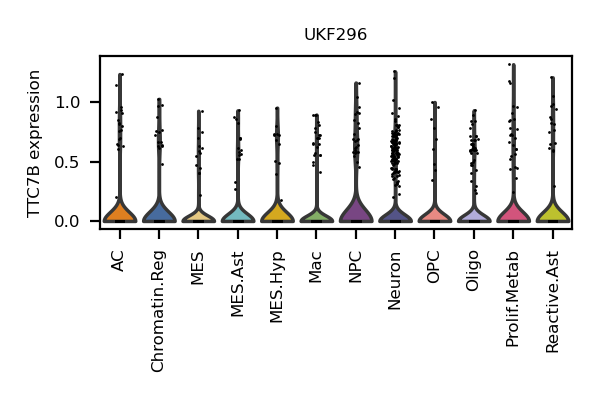 UKF296
TTC7B expression
1.0
0.5
0.0
AC
Chromatin.Reg
MES
MES.Ast
MES.Hyp
Mac
NPC
Neuron
OPC
Oligo
Prolif.Metab
Reactive.Ast